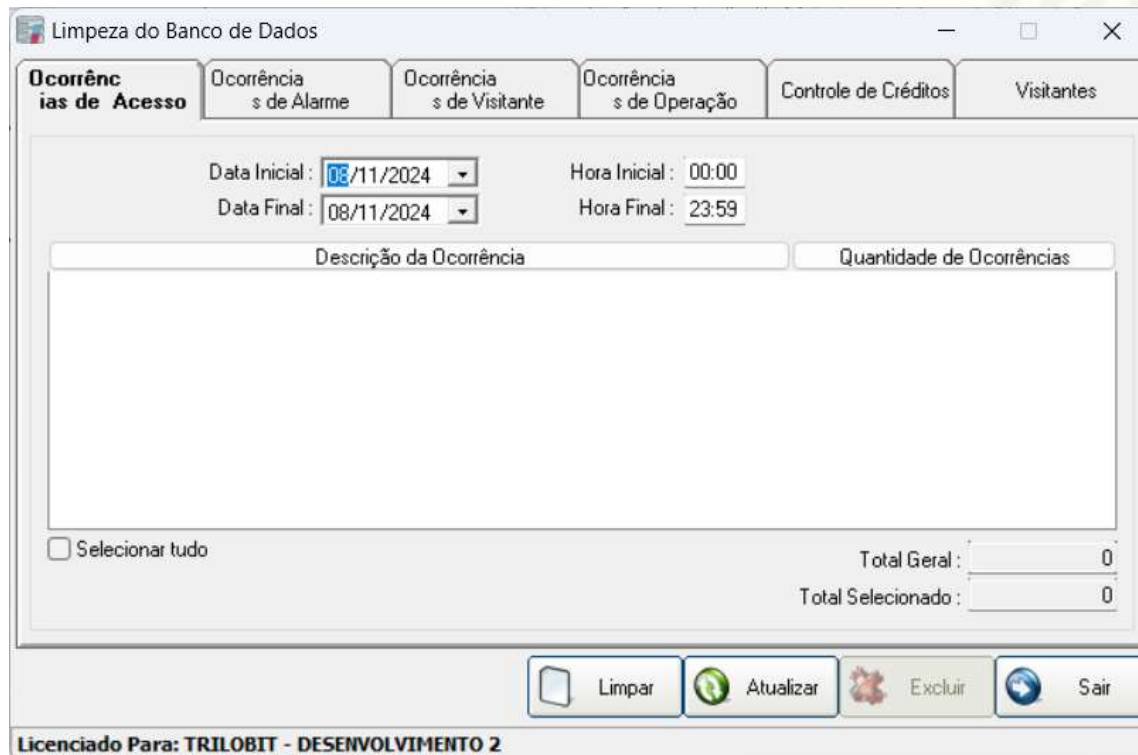 Limpeza do Banco de Dados
Ocorrênc
ias de Acesso
Ocorrência
s de Alarme
Ocorrência
s de Visitante
Ocorrência
s de Operação
Controle de Créditos
Visitantes
Data Inicial : 08/11/2024 Hora Inicial : 00:00
Data Final : 08/11/2024 Hora Final : 23:59
Descrição da Ocorrência Quantidade de Ocorrências
Selecionar tudo
Total Geral : 0
Total Selecionado : 0
Limpar Atualizar Excluir Sair
Licenciado Para: TRILOBIT - DESENVOLVIMENTO 2